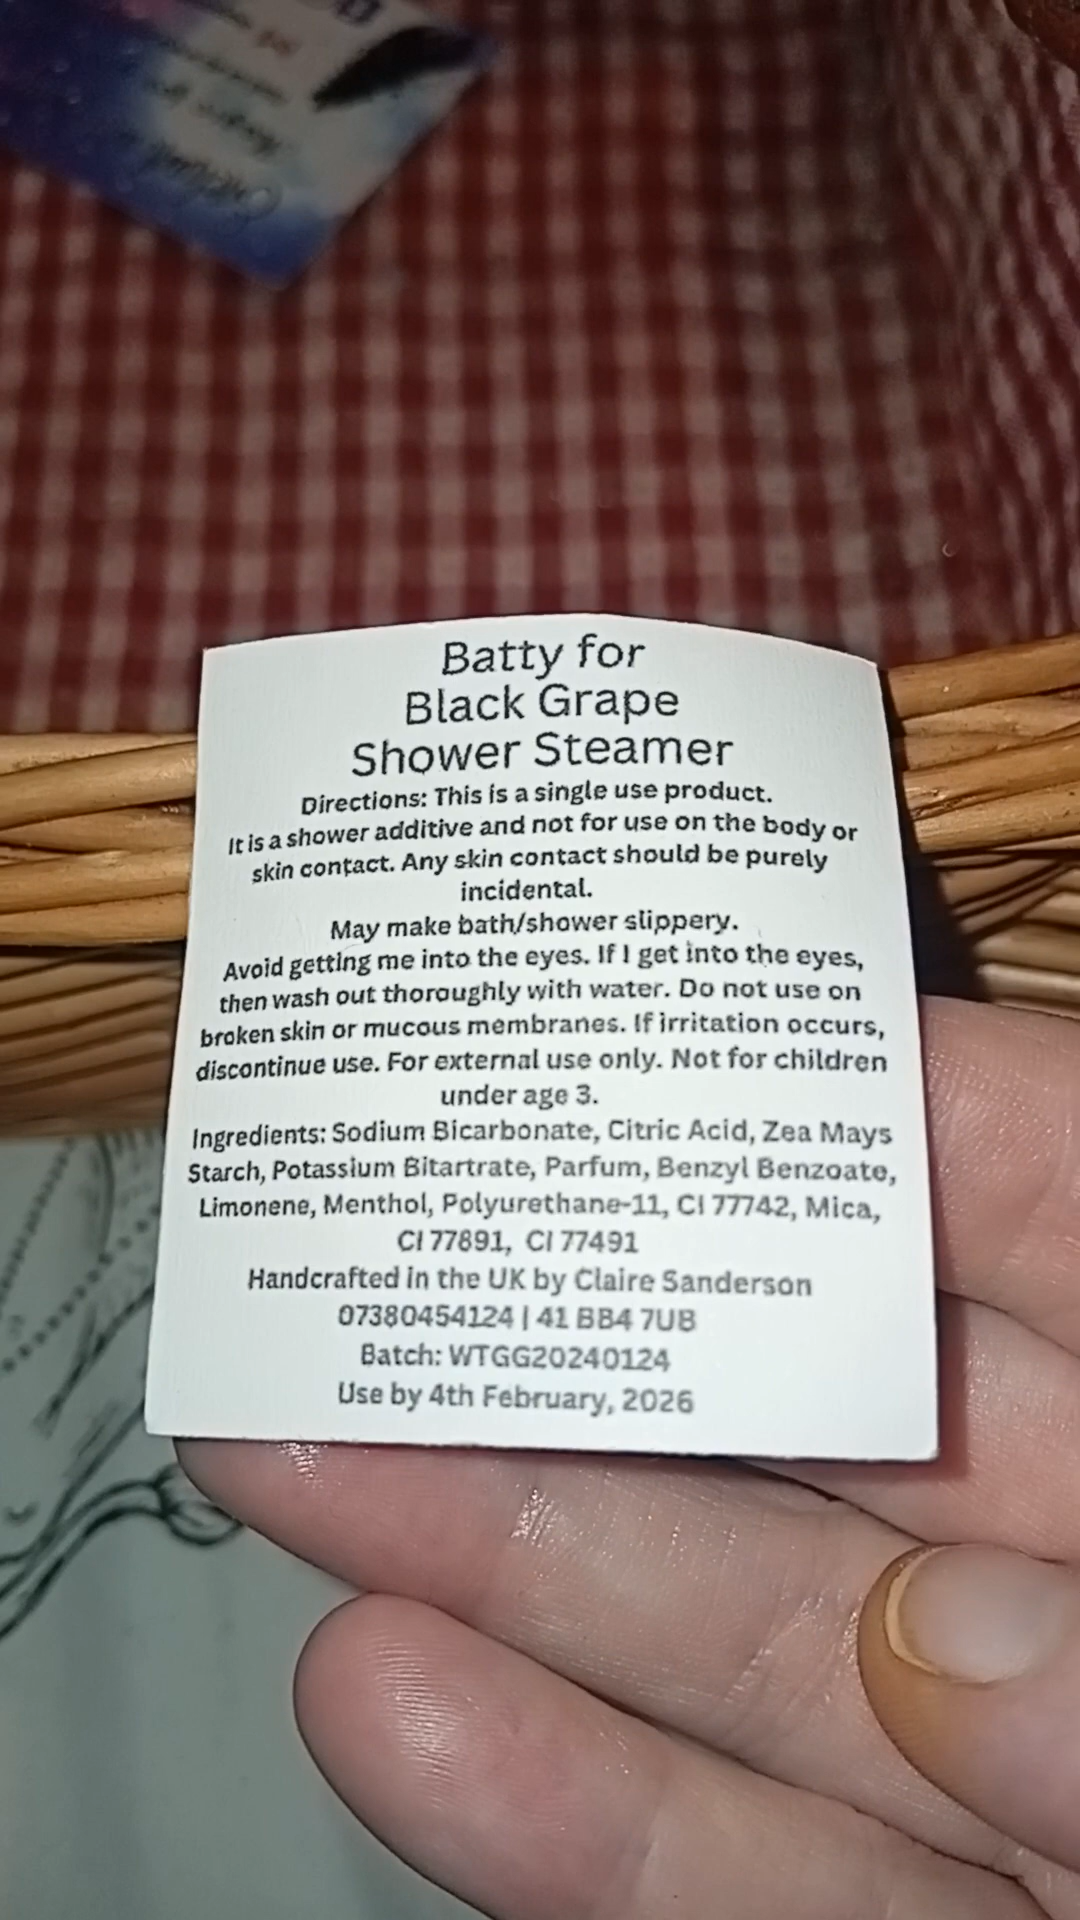 Batty for
Black Grape
Shower Steamer
Directions: This is a single use product.
It is a shower additive and not for use on the body or
skin contact. Any skin contact should be purely
incidental.
May make bath/shower slippery.
Avoid getting me into the eyes. If I get into the eyes,
then wash out thoroughly with water. Do not use on
broken skin or mucous membranes. If irritation occurs,
discontinue use. For external use only. Not for children
under age 3.
Ingredients: Sodium Bicarbonate, Citric Acid, Zea Mays
Starch, Potassium Bitartrate, Parfum, Benzyl Benzoate,
Limonene, Menthol, Polyurethane-11, CI 77742, Mica,
CI 77891, CI 77491
Handcrafted in the UK by Claire Sanderson
07380454124 | 41 BB4 7UB
Batch: WTGG20240124
Use by 4th February, 2026